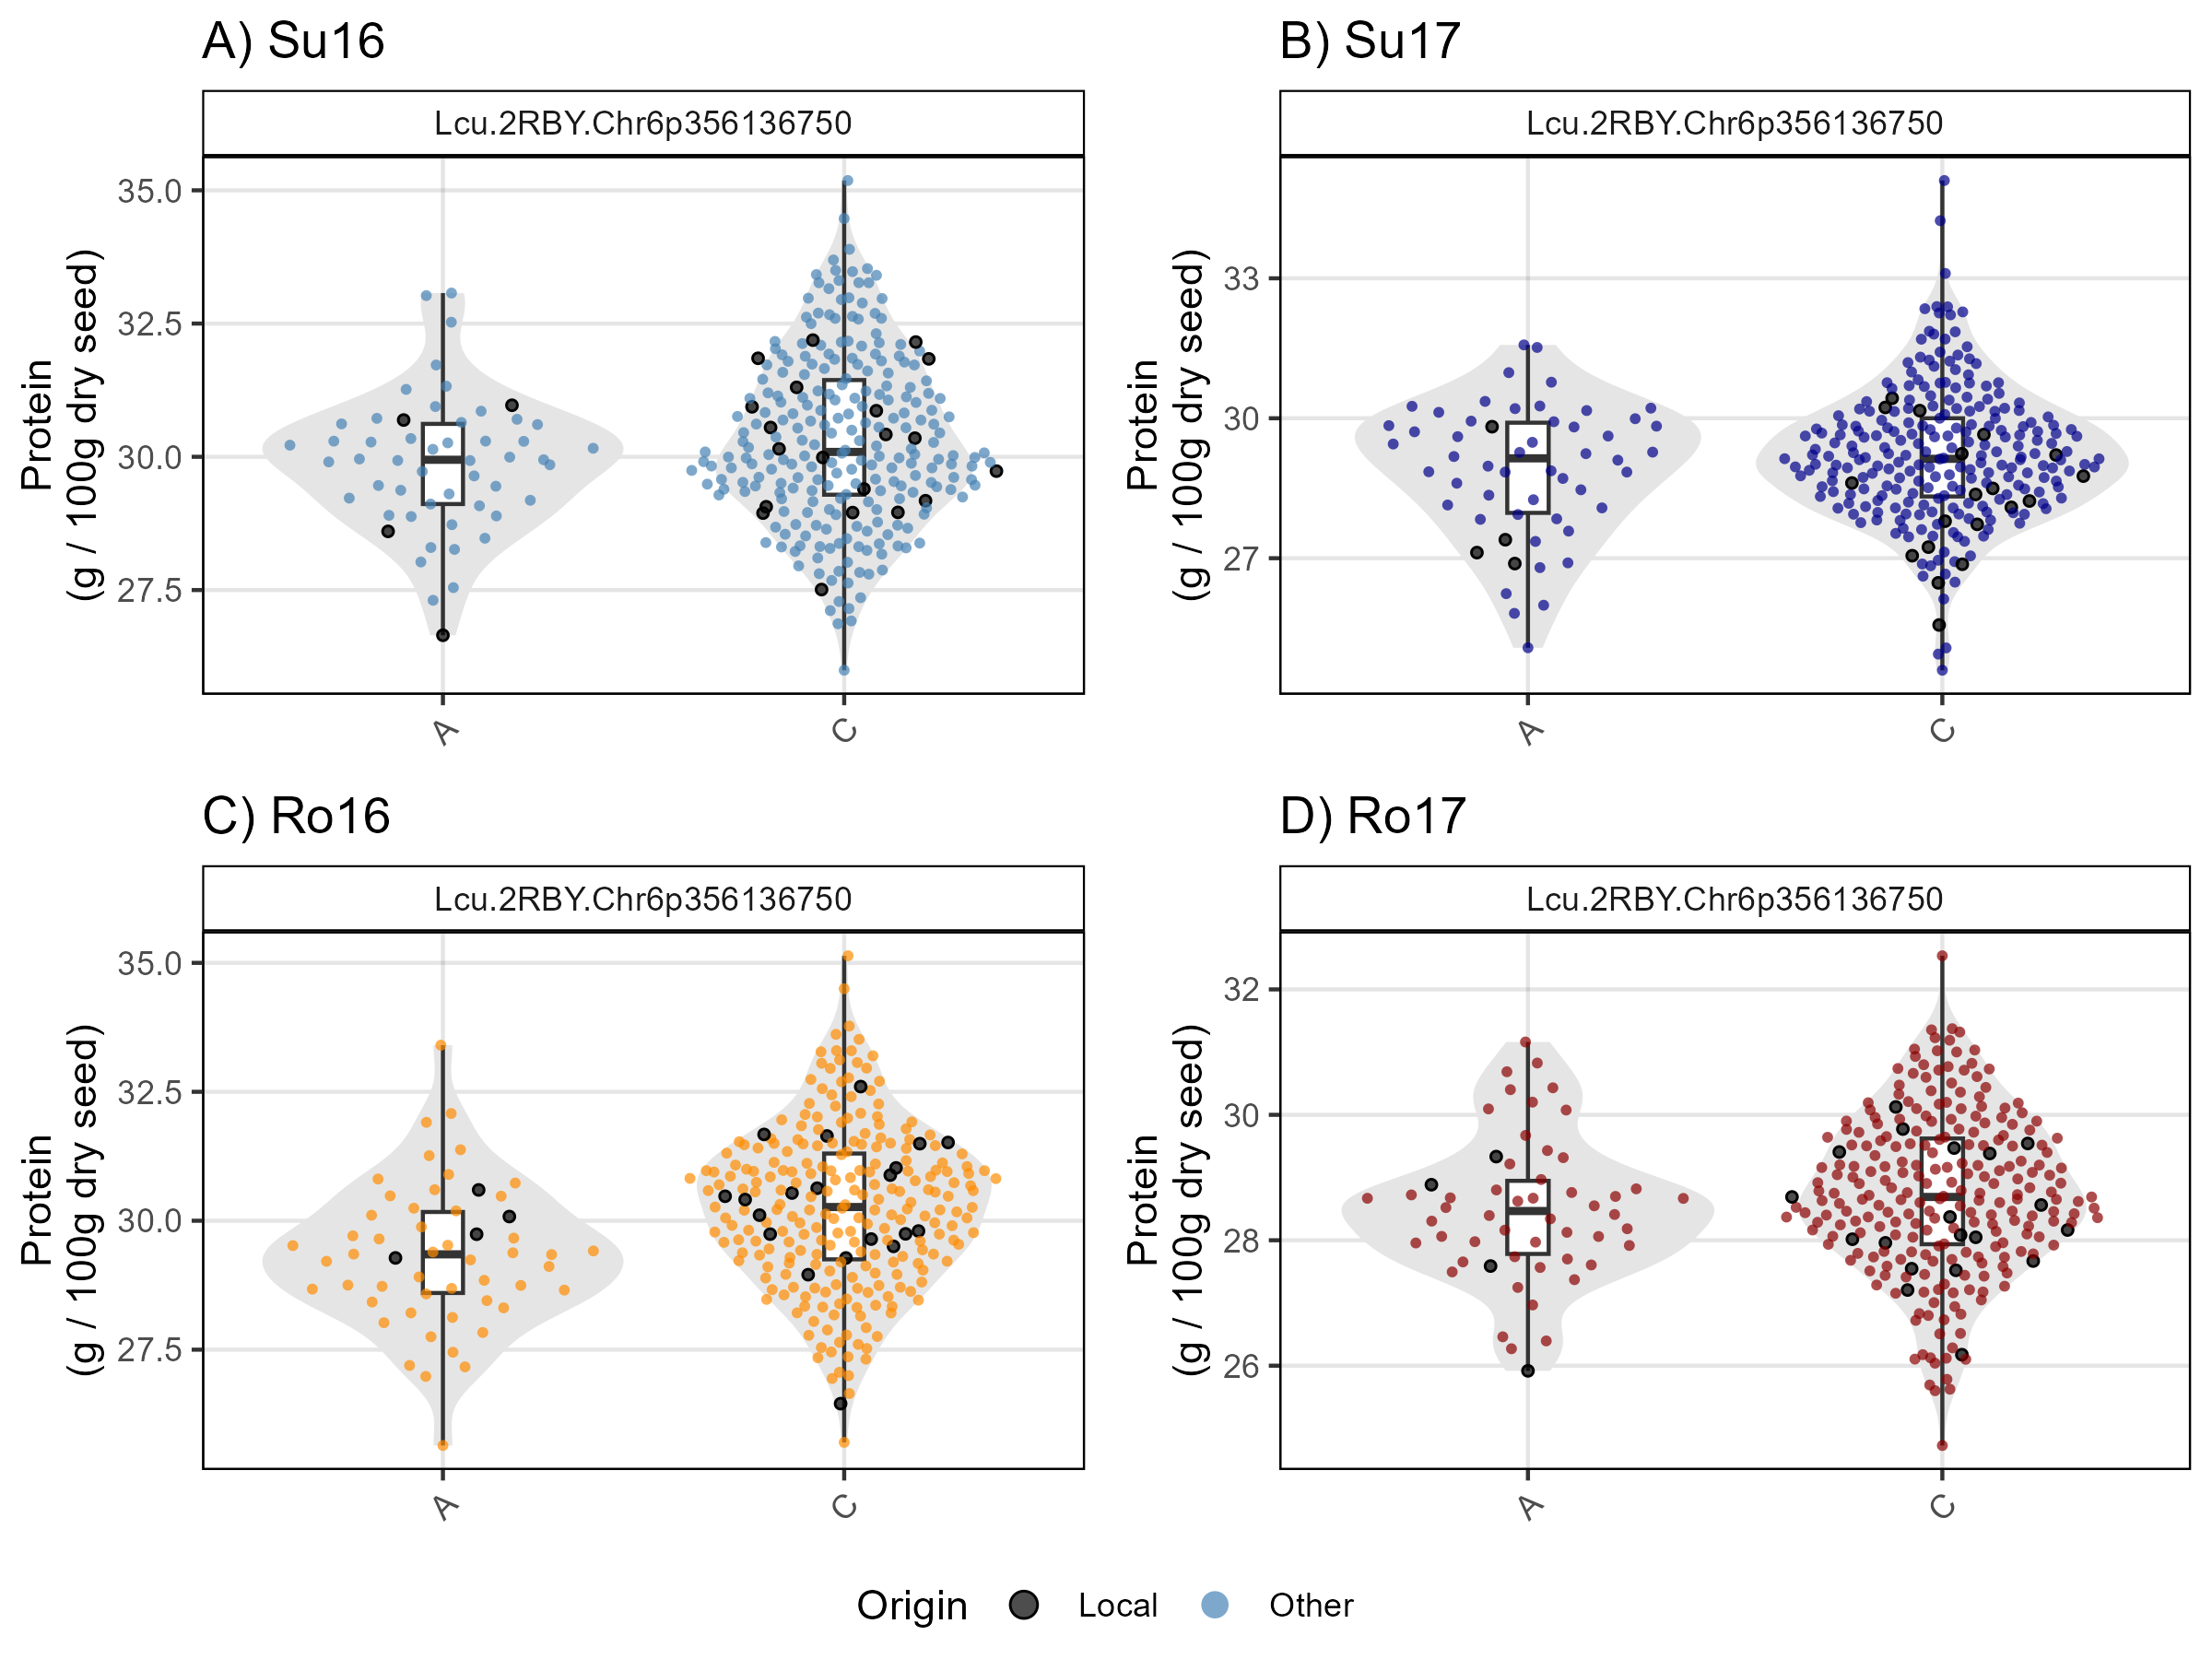 A) Su16
Lcu.2RBY.Chr6p356136750
Protein
(g / 100g dry seed)
35.0
32.5
30.0
27.5
A
C
B) Su17
Lcu.2RBY.Chr6p356136750
Protein
(g / 100g dry seed)
33
30
27
A
C
C) Ro16
Lcu.2RBY.Chr6p356136750
Protein
(g / 100g dry seed)
35.0
32.5
30.0
27.5
A
C
D) Ro17
Lcu.2RBY.Chr6p356136750
Protein
(g / 100g dry seed)
32
30
28
26
A
C
Origin Local Other